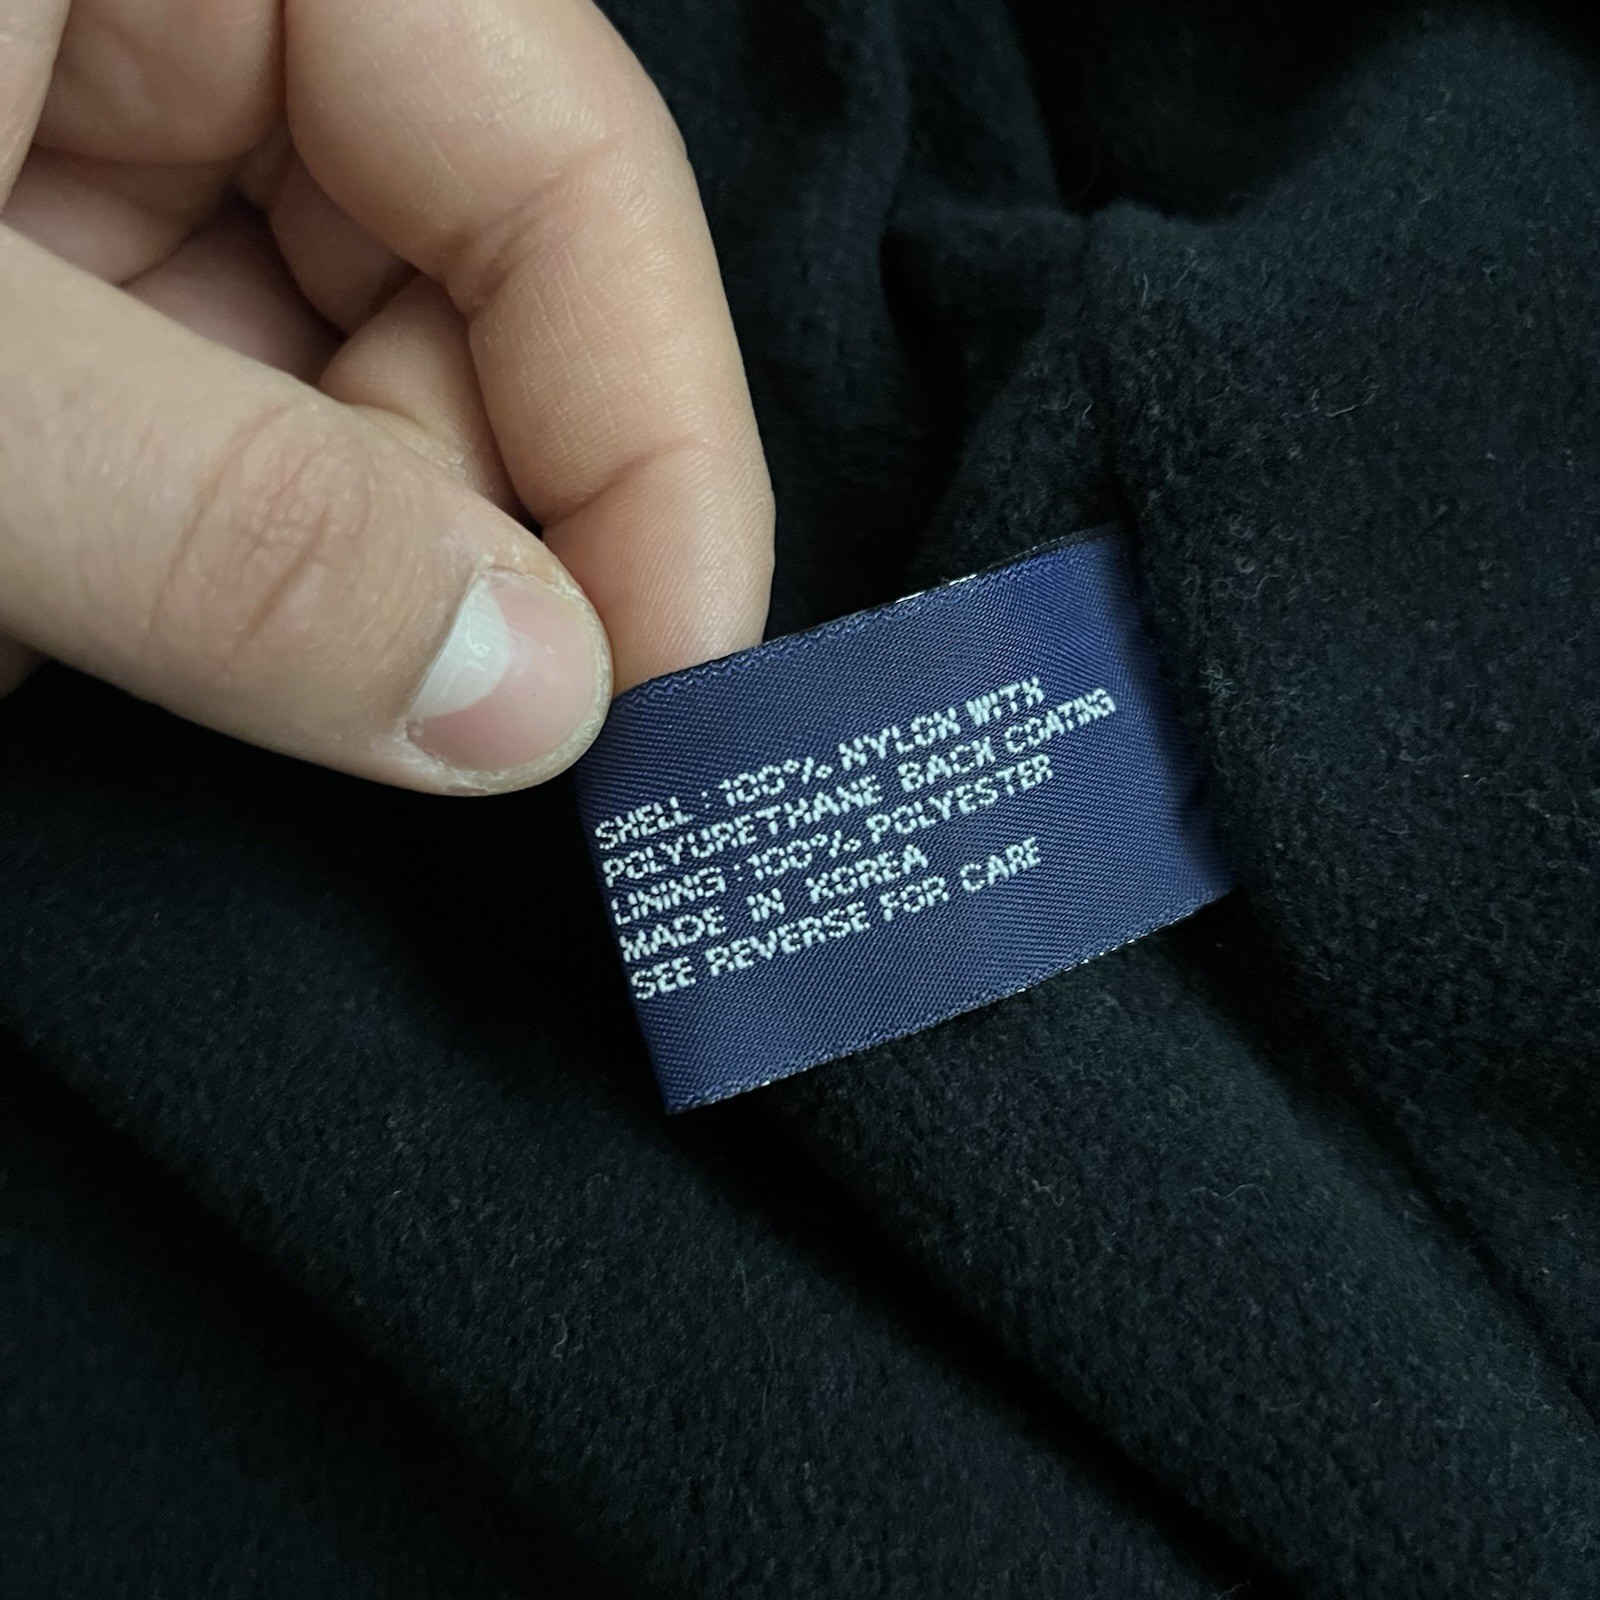 SHELL : 100% NYLON WITH
POLYURETHANE BACK COATING
LINING : 100% POLYESTER
MADE IN KOREA
SEE REVERSE FOR CARE